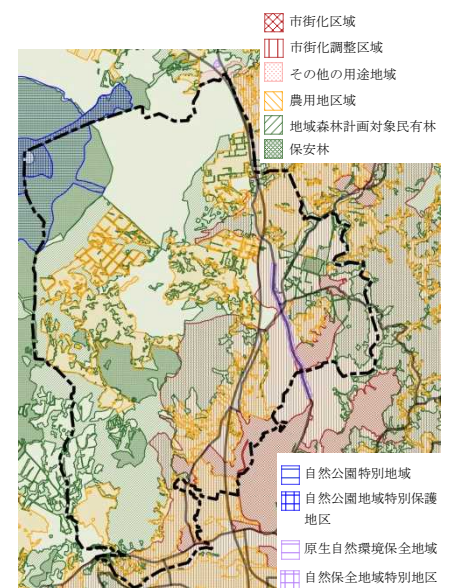 市街化区域
市街化調整区域
その他の用途地域
農用地区域
地域森林計画対象民有林
保安林
自然公園特別地域
自然公園地域特別保護
地区
原生自然環境保全地域
自然保全地域特別地区